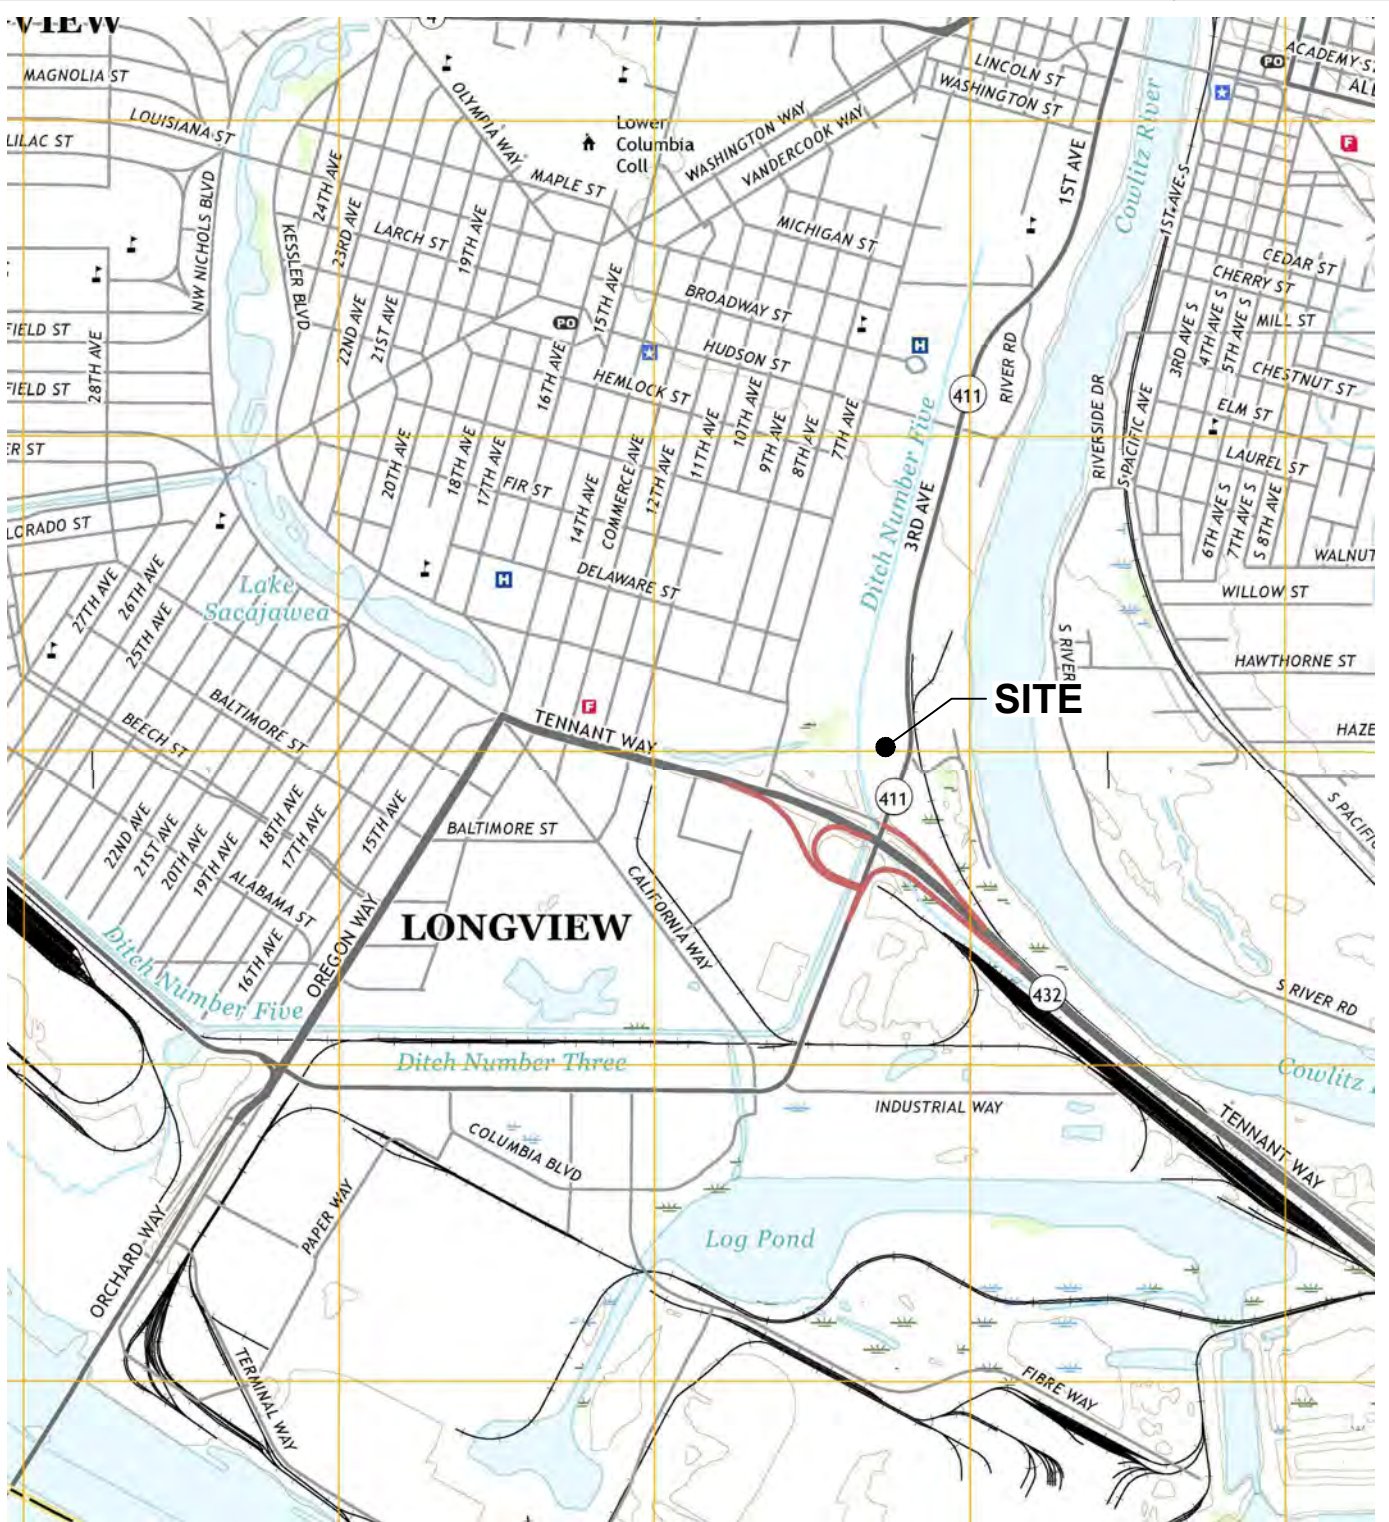 VIEW
4
MAGNOLIA ST
LOUISIANA ST
LILAC ST
OLYMPIA WAY
Lower
Columbia
Coll
MAPLE ST
WASHINGTON WAY
VANDERCOOK WAY
LINCOLN ST
WASHINGTON ST
1ST AVE
Cowlitz River
1ST AVE S
PO
ACADEMY ST
ALL
F
NW NICHOLS BLVD
KESSLER BLVD
24TH AVE
23RD AVE
LARCH ST
19TH AVE
MICHIGAN ST
CEDAR ST
CHERRY ST
MILL ST
3RD AVE S
4TH AVE S
5TH AVE S
CHESTNUT ST
ELM ST
LAUREL ST
FIELD ST
28TH AVE
FIELD ST
ER ST
22ND AVE
21ST AVE
PO
15TH AVE
BROADWAY ST
HUDSON ST
HEMLOCK ST
16TH AVE
H
411
RIVER RD
RIVERSIDE DR
S PACIFIC AVE
20TH AVE
18TH AVE
17TH AVE
FIR ST
14TH AVE
COMMERCE AVE
12TH AVE
11TH AVE
10TH AVE
9TH AVE
8TH AVE
7TH AVE
Ditch Number Five
3RD AVE
6TH AVE S
7TH AVE S
S 8TH AVE
WALNUT
WILLOW ST
HAWTHORNE ST
HAZE
LORADO ST
27TH AVE
26TH AVE
25TH AVE
Lake
Sacajawea
H
DELAWARE ST
S RIVER
SITE
F
TENNANT WAY
BALTIMORE ST
BEECH ST
411
S PACIFIC
22ND AVE
21ST AVE
20TH AVE
19TH AVE
18TH AVE
17TH AVE
15TH AVE
BALTIMORE ST
ALABAMA ST
16TH AVE
OREGON WAY
LONGVIEW
CALIFORNIA WAY
Ditch Number Five
432
S RIVER RD
Ditch Number Three
Cowlitz
INDUSTRIAL WAY
TENNANT WAY
COLUMBIA BLVD
PAPER WAY
ORCHARD WAY
Log Pond
TERMINAL WAY
FIBRE WAY